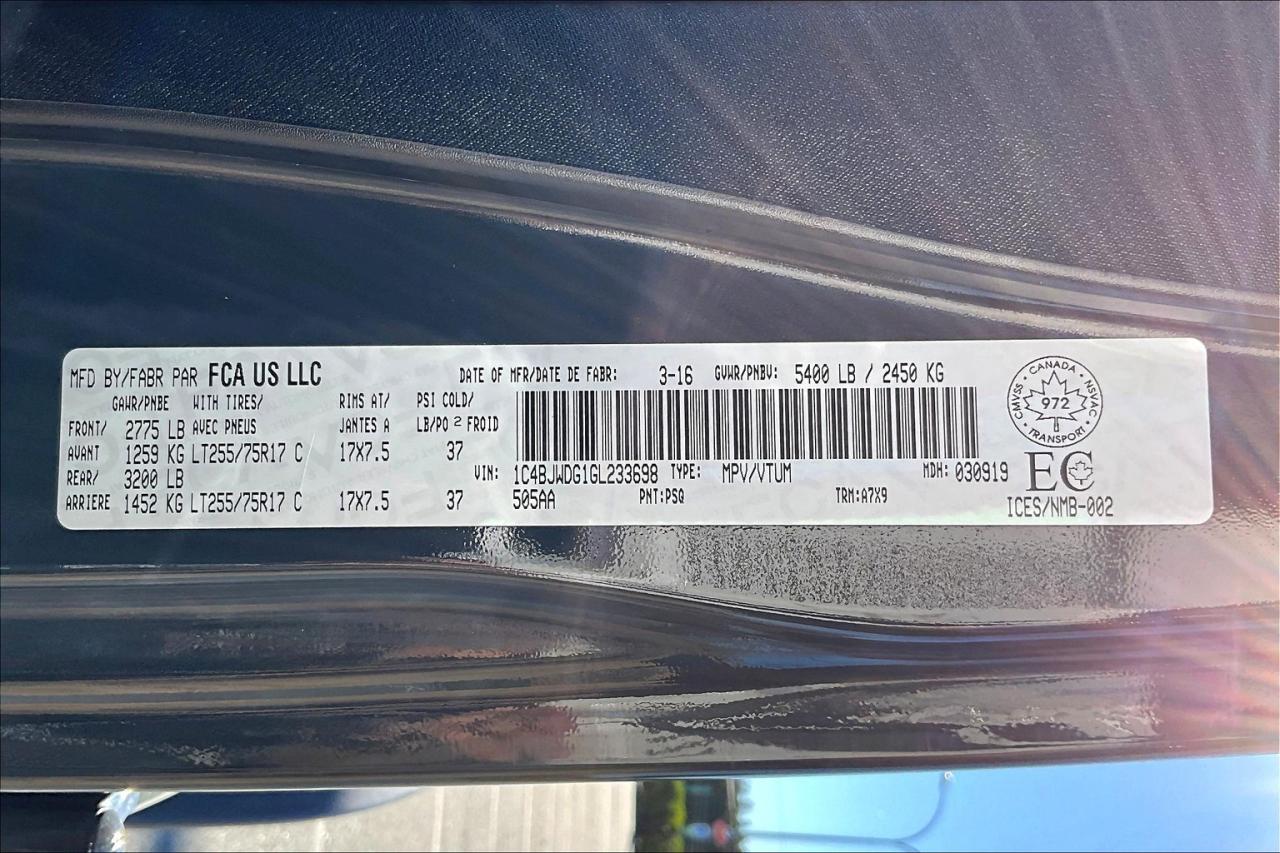 MFD BY/FABR PAR FCA US LLC DATE OF MFR/DATE DE FABR: 3-16 GVWR/PNBV: 5400 LB / 2450 KG
GAWR/PNBE WITH TIRES/ RIMS AT/ PSI COLD/
FRONT/ 2775 LB AVEC PNEUS JANTES A LB/PO 2 FROID
AVANT 1259 KG LT255/75R17 C 17X7.5 37
REAR/ 3200 LB VIN: 1C4BJWDG1GL233698 TYPE: MPV/VTUM MDH: 030919
ARRIERE 1452 KG LT255/75R17 C 17X7.5 37 505AA PNT:PSQ TRM:A7X9
CMVSS · CANADA · NSVAC · TRANSPORT ·
972
EC
ICES/NMB-002